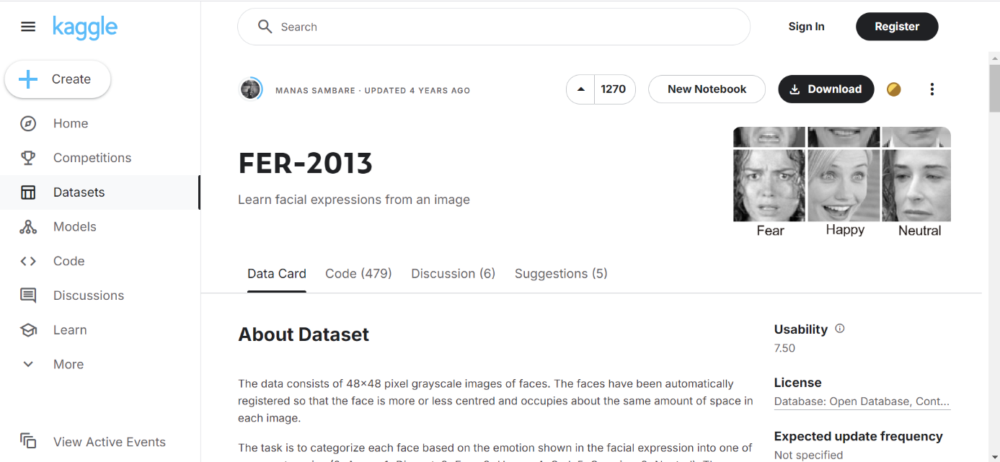 kaggle
Search
Sign In
Register
Create
Home
Competitions
Datasets
Models
Code
Discussions
Learn
More
View Active Events
MANAS SAMBARE · UPDATED 4 YEARS AGO
1270
New Notebook
Download
FER-2013
Learn facial expressions from an image
Fear
Happy
Neutral
Data Card
Code (479)
Discussion (6)
Suggestions (5)
About Dataset
The data consists of 48x48 pixel grayscale images of faces. The faces have been automatically
registered so that the face is more or less centred and occupies about the same amount of space in
each image.
The task is to categorize each face based on the emotion shown in the facial expression into one of
Usability
7.50
License
Database: Open Database, Cont...
Expected update frequency
Not specified